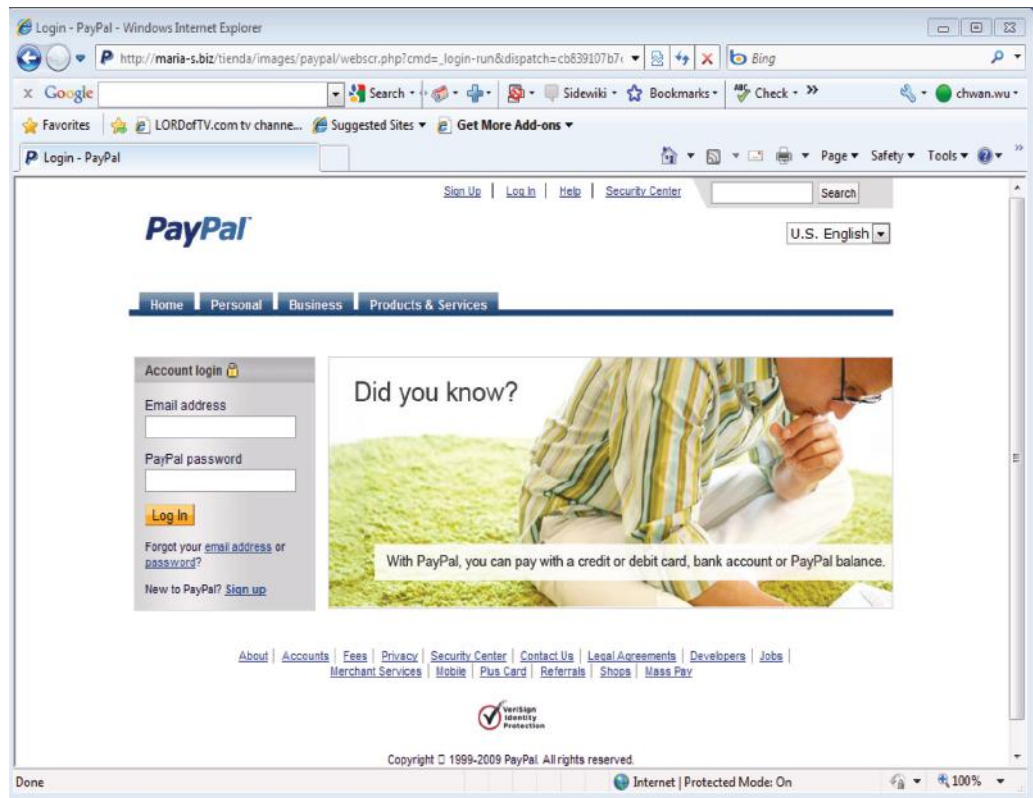 Login - PayPal - Windows Internet Explorer
http://maria-s.biz/tienda/images/paypal/webscr.php?cmd=_login-run&dispatch=cb839107b7
Bing
x Google
Search
Sidewiki
Bookmarks
ABC Check
»
chwan.wu
Favorites
LORDofTV.com tv channe...
Suggested Sites
Get More Add-ons
Login - PayPal
Page
Safety
Tools
»
Sign Up | Log In | Help | Security Center
Search
PayPal
U.S. English
Home
Personal
Business
Products & Services
Account login
Email address
PayPal password
Log In
Forgot your email address or
password?
New to PayPal? Sign up
Did you know?
With PayPal, you can pay with a credit or debit card, bank account or PayPal balance.
About | Accounts | Fees | Privacy | Security Center | Contact Us | Legal Agreements | Developers | Jobs |
Merchant Services | Mobile | Plus Card | Referrals | Shops | Mass Pay
VeriSign
Identity
Protection
Copyright □ 1999-2009 PayPal. All rights reserved.
Done
Internet | Protected Mode: On
100%